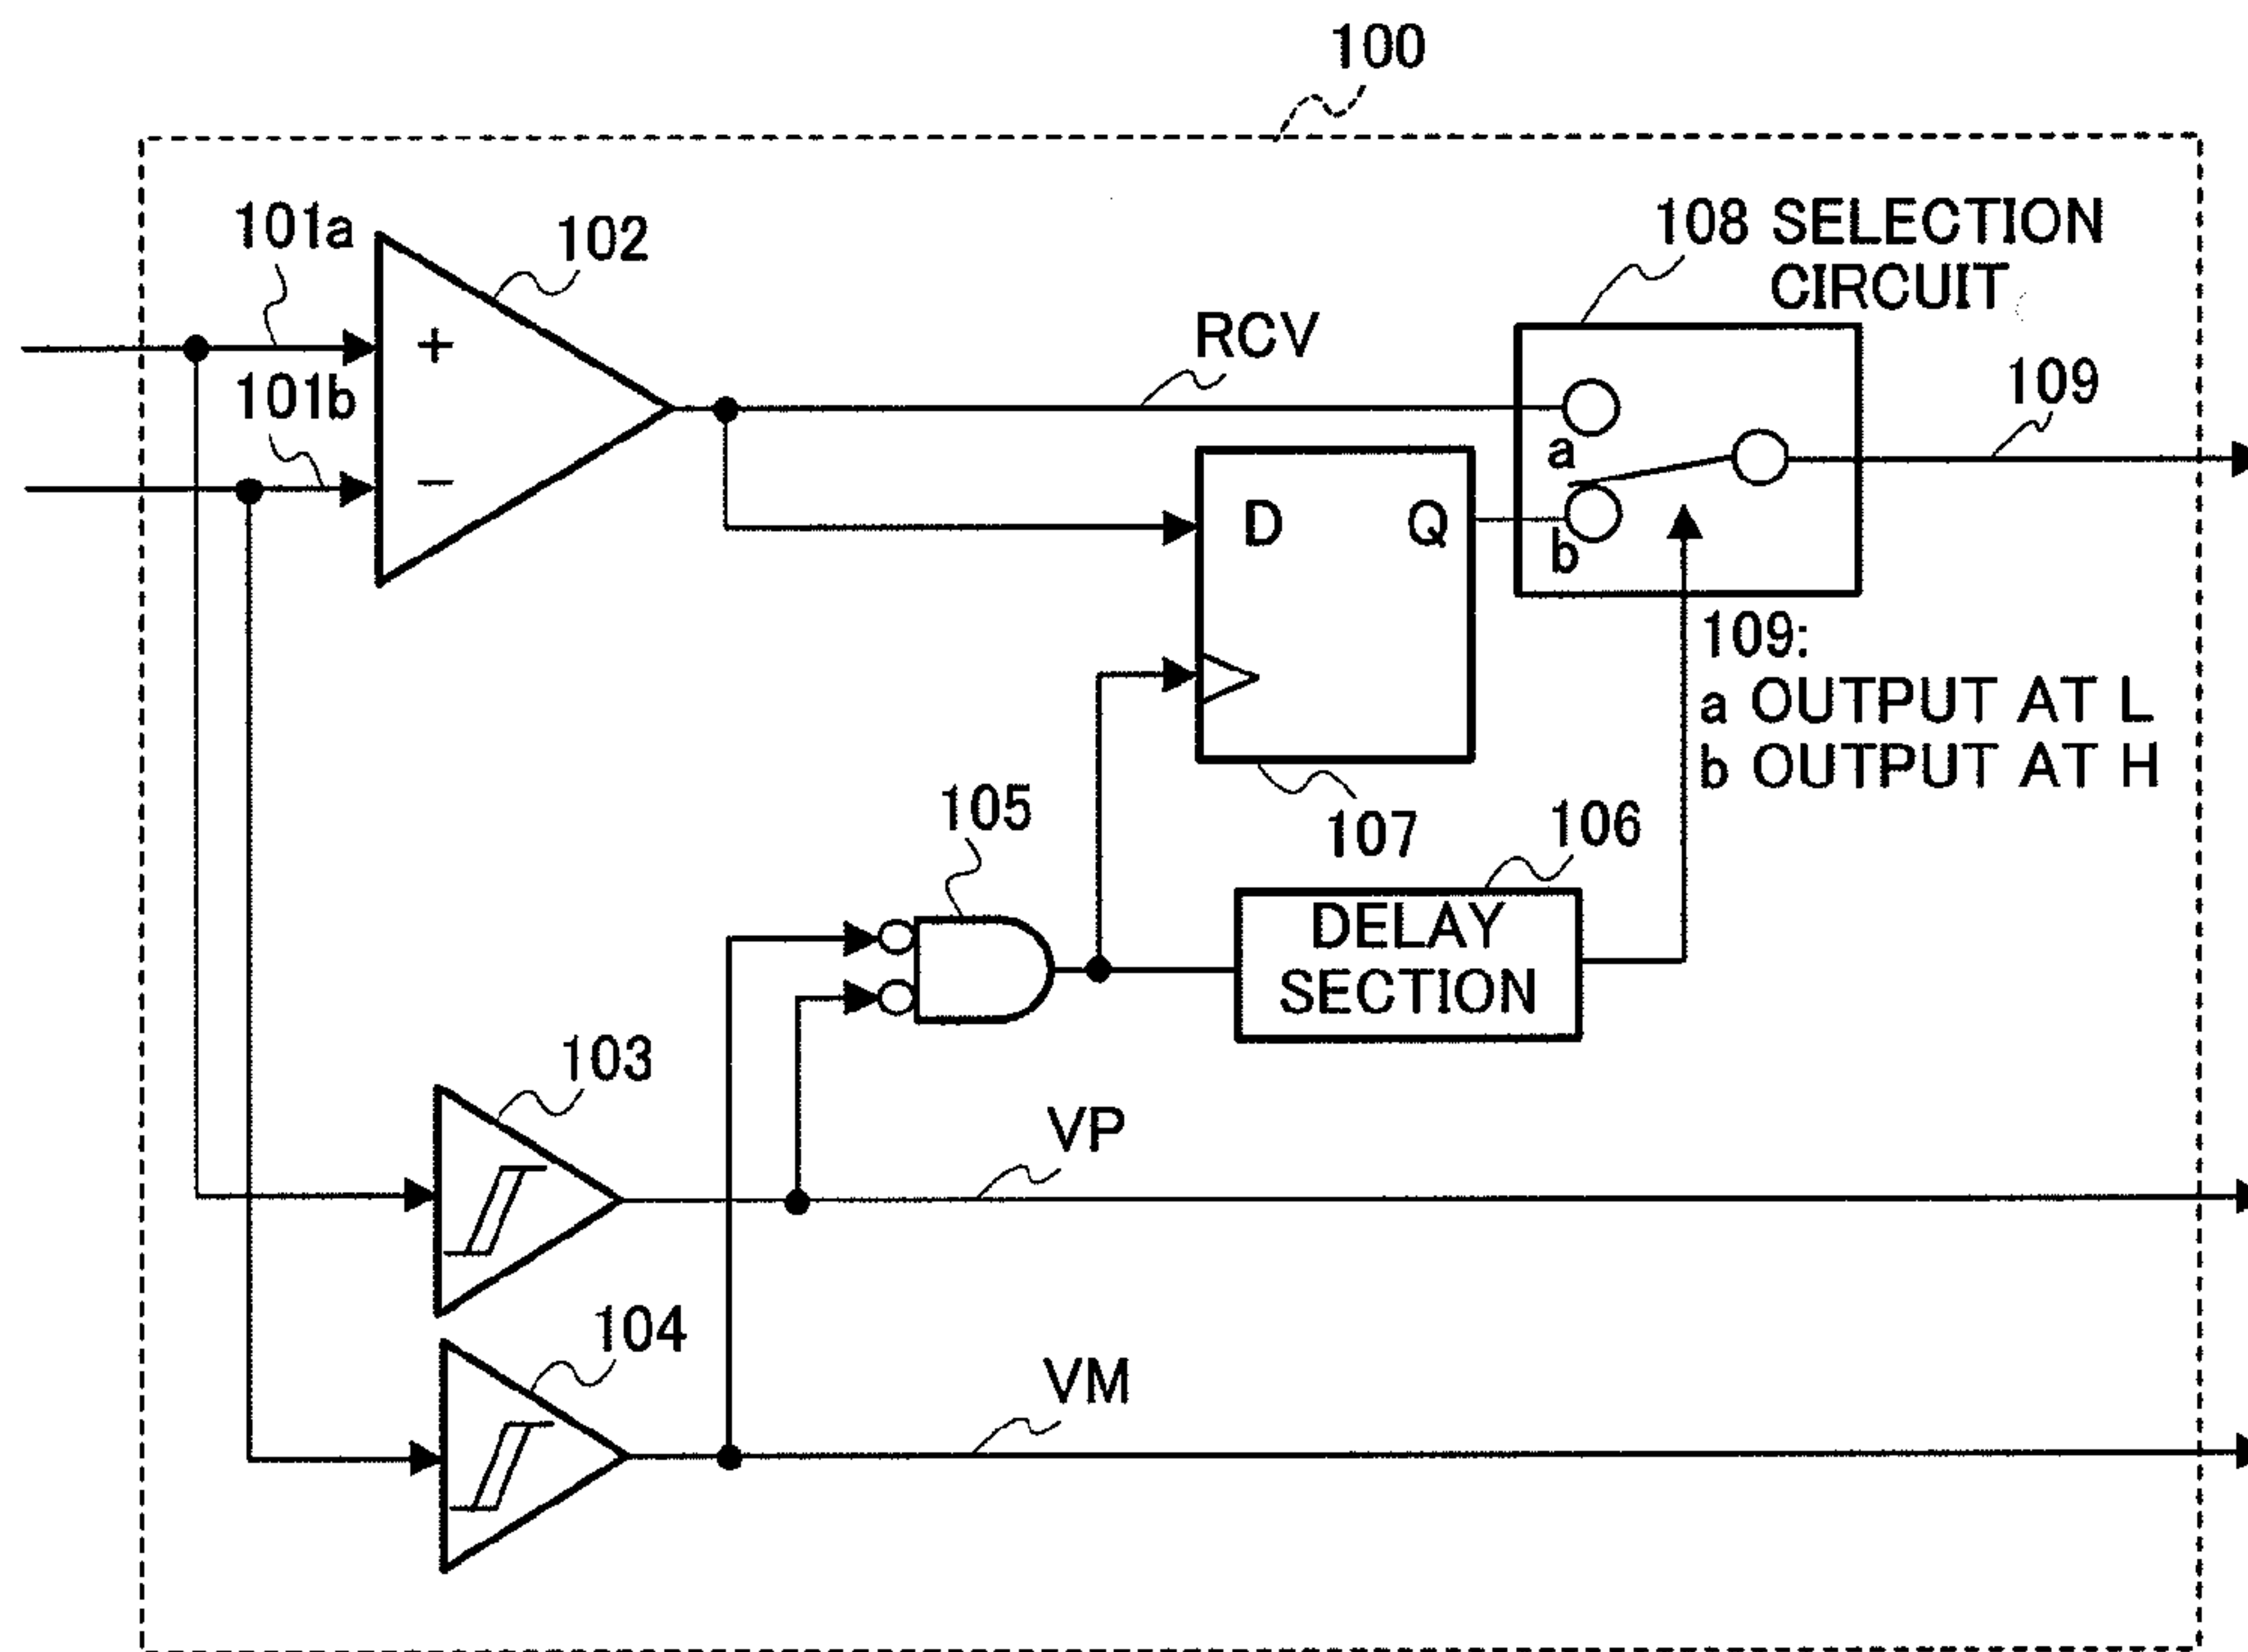 100
101a
102
108 SELECTION
CIRCUIT
+
RCV
109
101b
a
−
D
Q
b
109:
a OUTPUT AT L
b OUTPUT AT H
105
107
106
DELAY
SECTION
103
VP
104
VM